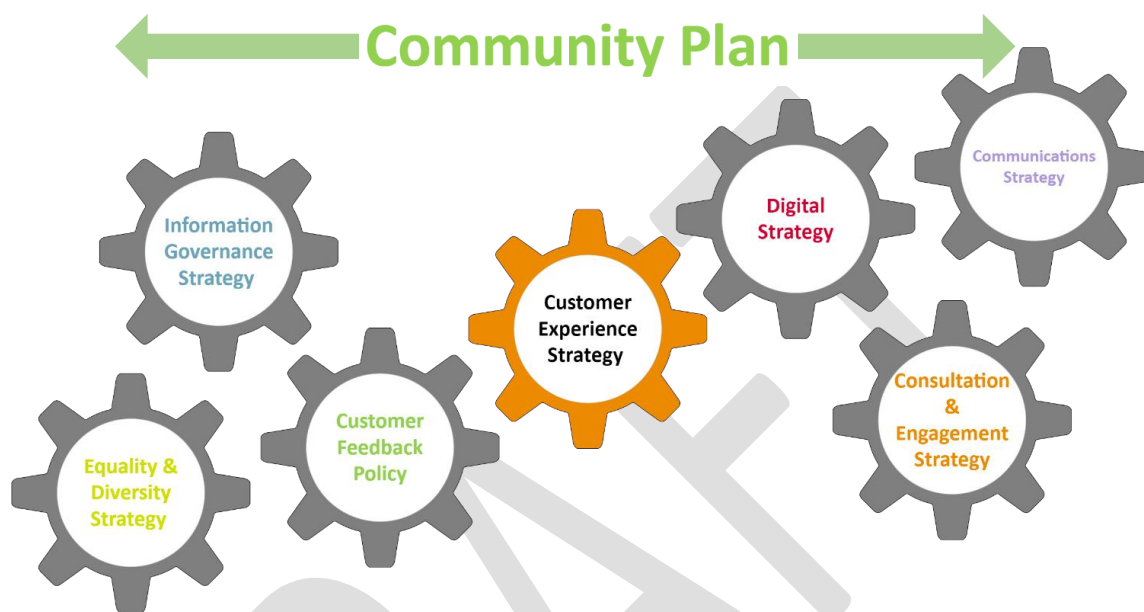 Community Plan
Information
Governance
Strategy
Equality &
Diversity
Strategy
Customer
Feedback
Policy
Customer
Experience
Strategy
Digital
Strategy
Communications
Strategy
Consultation
&
Engagement
Strategy